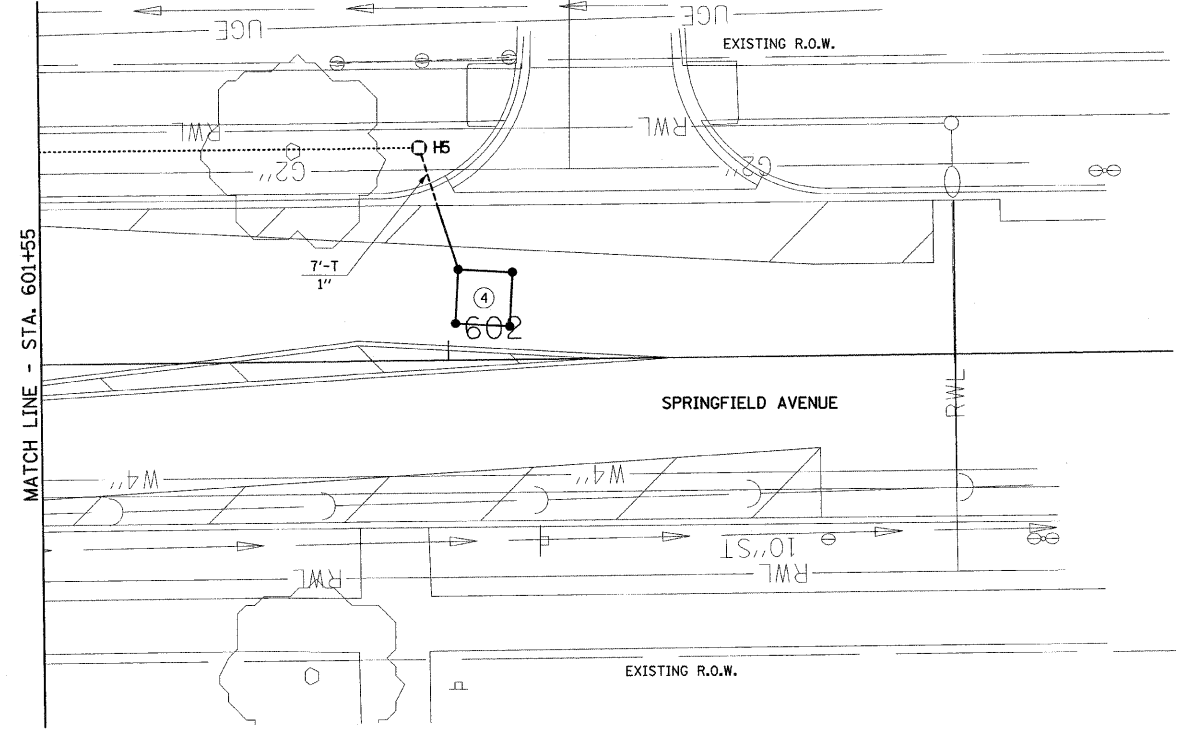 UGE
UGE
EXISTING R.O.W.
RWL
RWL
H5
G2"
G2"
7'-T
1"
4
602
MATCH LINE - STA. 601+55
SPRINGFIELD AVENUE
RWL
W4"
W4"
10"ST
RWL
RWL
EXISTING R.O.W.